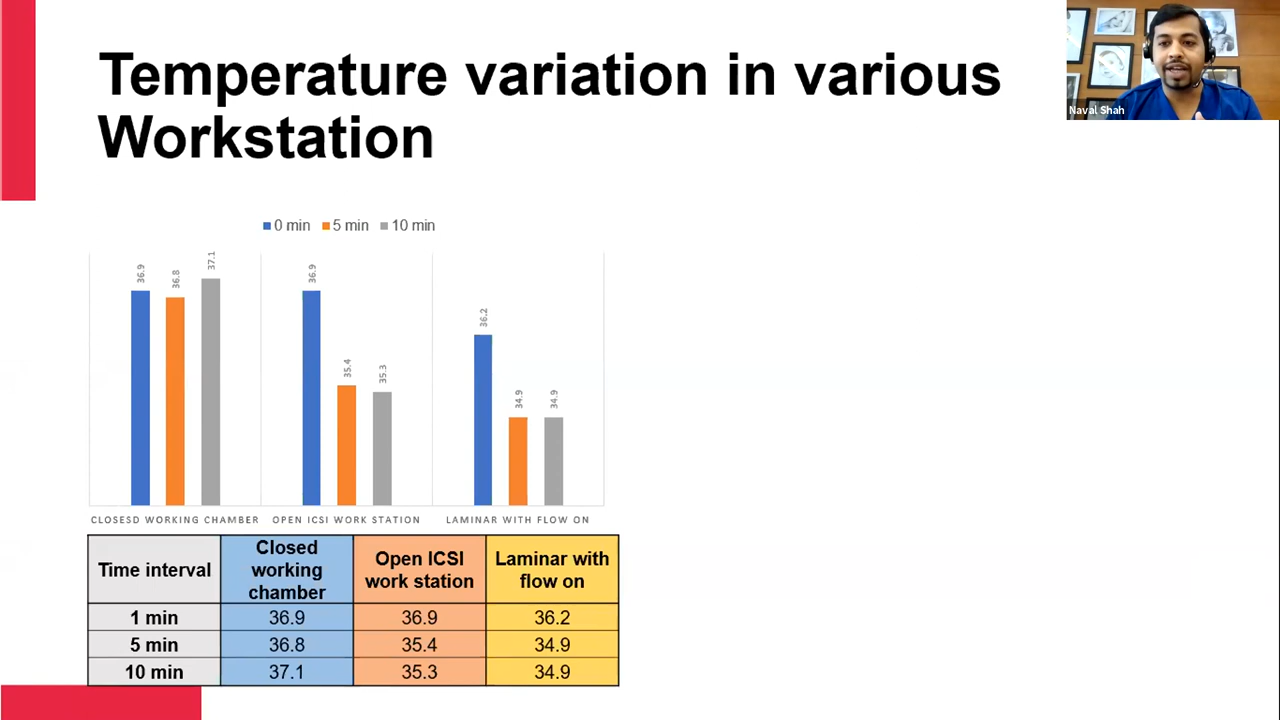 Temperature variation in various
Workstation
Naval Shah
0 min 5 min 10 min
36.9
36.8
37.1
36.9
35.4
35.3
36.2
34.9
34.9
CLOSESD WORKING CHAMBER OPEN ICSI WORK STATION LAMINAR WITH FLOW ON
Time interval
Closed
working
chamber
Open ICSI
work station
Laminar with
flow on
1 min 36.9 36.9 36.2
5 min 36.8 35.4 34.9
10 min 37.1 35.3 34.9